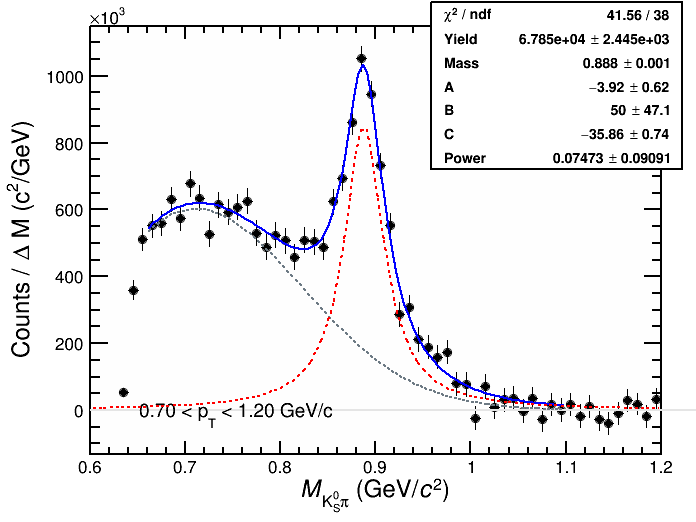 ×10³
χ² / ndf 41.56 / 38
Yield 6.785e+04 ± 2.445e+03
Mass 0.888 ± 0.001
A −3.92 ± 0.62
B 50 ± 47.1
C −35.86 ± 0.74
Power 0.07473 ± 0.09091
Counts / Δ M (c²/GeV)
1000
800
600
400
200
0
0.70 < p_T < 1.20 GeV/c
0.6 0.7 0.8 0.9 1 1.1 1.2
M_{K⁰_S π} (GeV/c²)